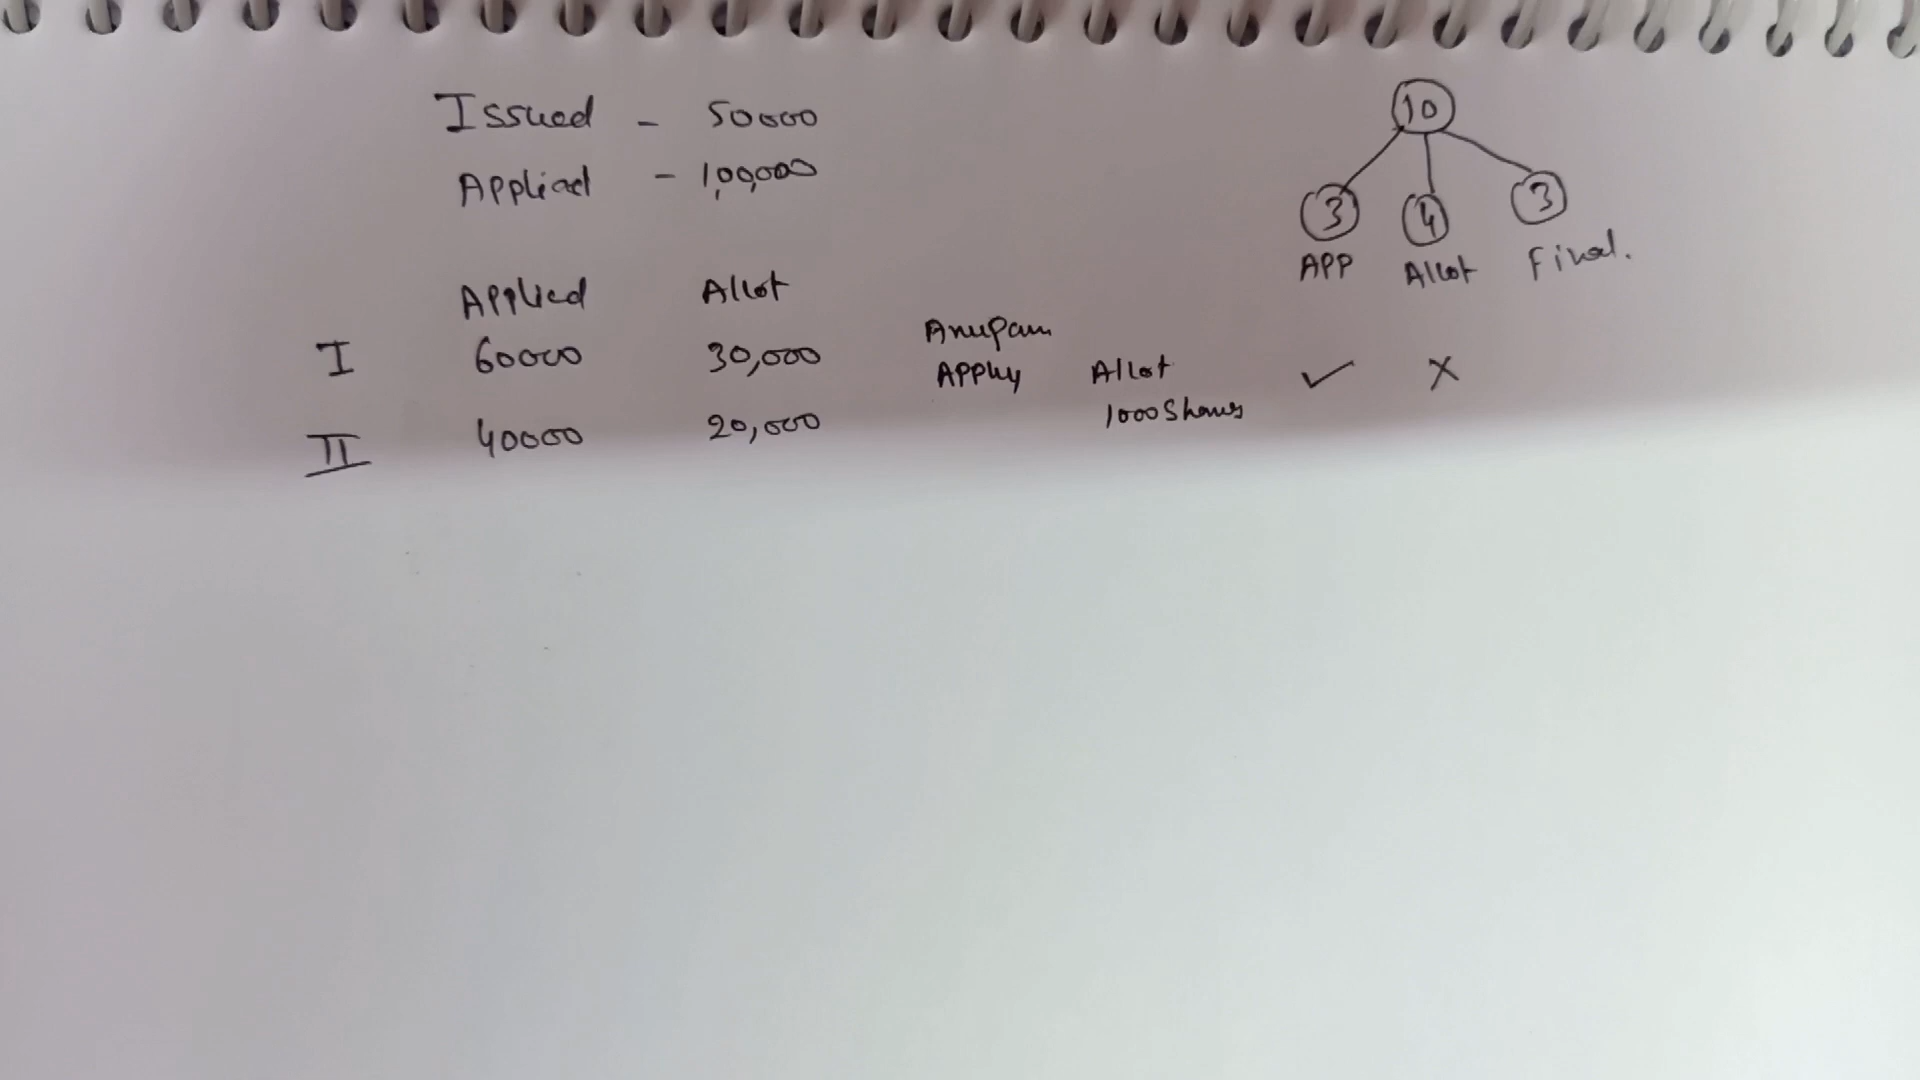 Issued - 50000
Applied - 1,00,000
10
3 4 3
APP Allot Final.
Applied Allot
I 60000 30,000 Anupam
Apply Allot ✓ ×
1000 Shares
II 40000 20,000